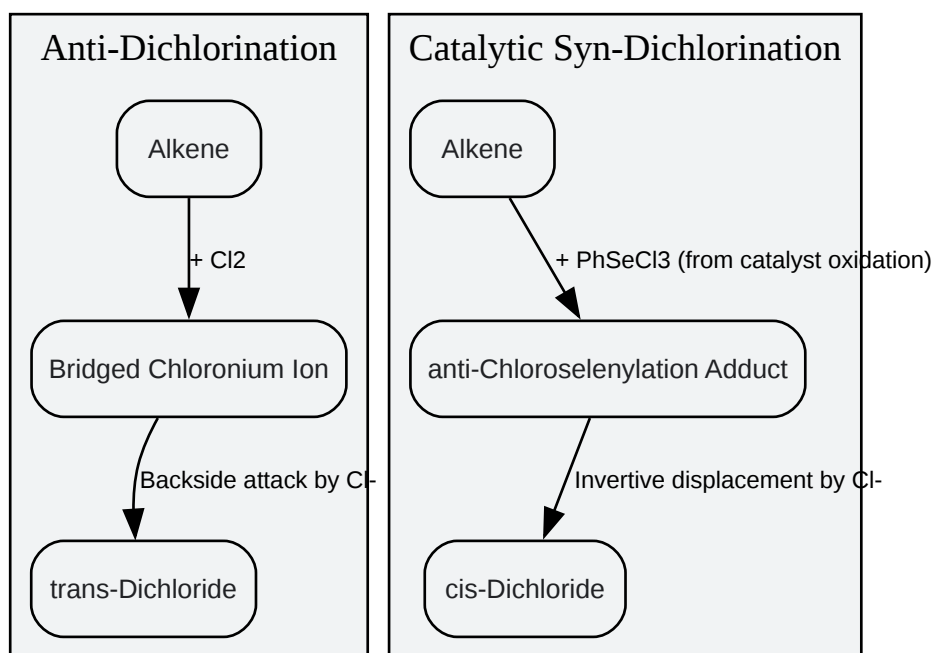 Anti-Dichlorination
Alkene
+ Cl2
Bridged Chloronium Ion
Backside attack by Cl-
trans-Dichloride
Catalytic Syn-Dichlorination
Alkene
+ PhSeCl3 (from catalyst oxidation)
anti-Chloroselenylation Adduct
Invertive displacement by Cl-
cis-Dichloride